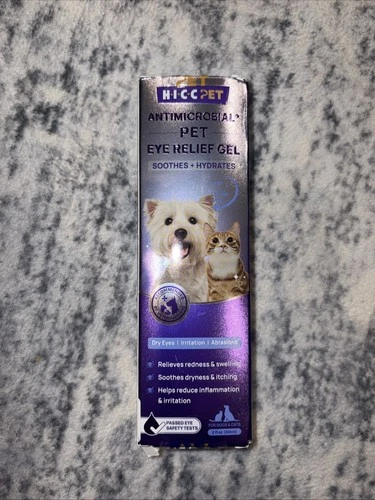 PET
H·I·C·C PET
ANTIMICROBIAL*
PET
EYE RELIEF GEL
SOOTHES + HYDRATES
Dry Eyes | Irritation | Abrasions
Relieves redness & swelling
Soothes dryness & itching
Helps reduce inflammation
& irritation
PASSED EYE
SAFETY TESTS
FOR DOGS & CATS